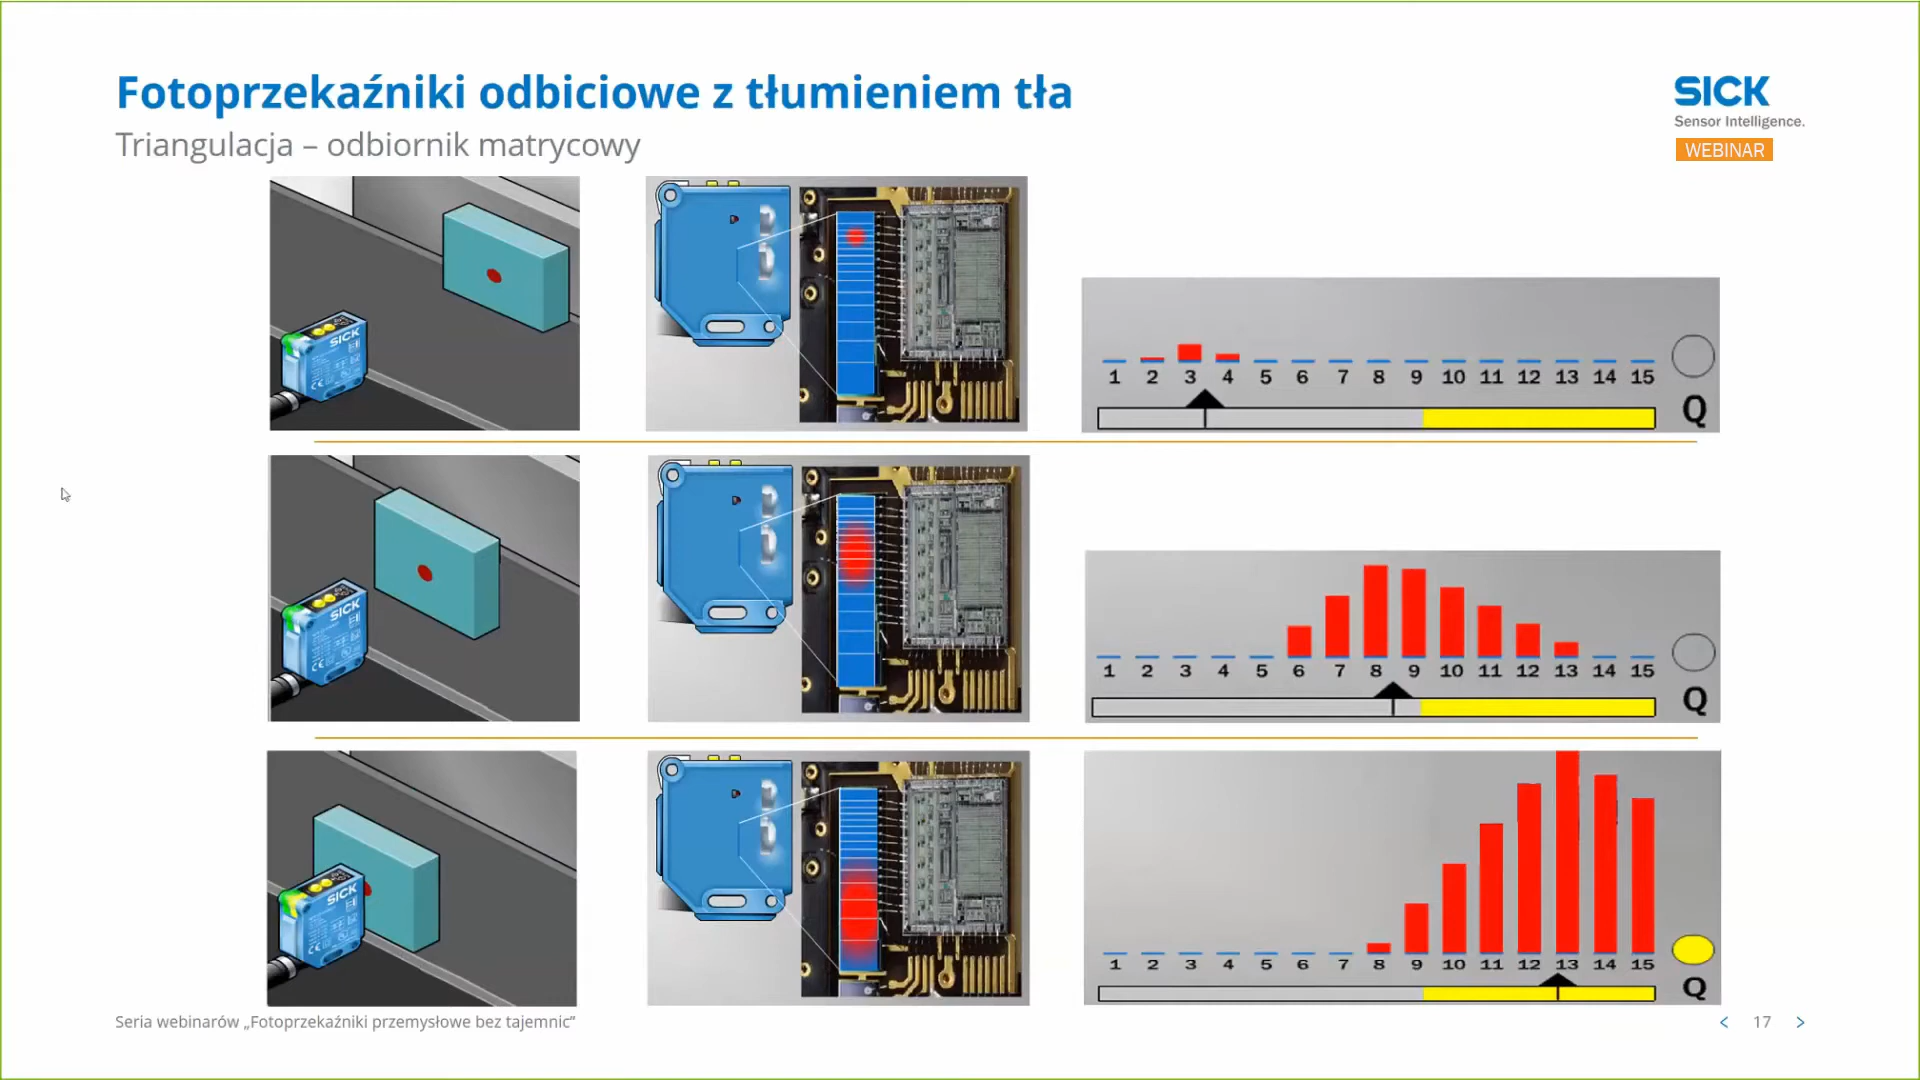 Fotoprzekaźniki odbiciowe z tłumieniem tła
Triangulacja – odbiornik matrycowy
SICK
Sensor Intelligence.
WEBINAR
SICK
1 2 3 4 5 6 7 8 9 10 11 12 13 14 15
Q
SICK
1 2 3 4 5 6 7 8 9 10 11 12 13 14 15
Q
SICK
1 2 3 4 5 6 7 8 9 10 11 12 13 14 15
Q
Seria webinarów „Fotoprzekaźniki przemysłowe bez tajemnic”
< 17 >